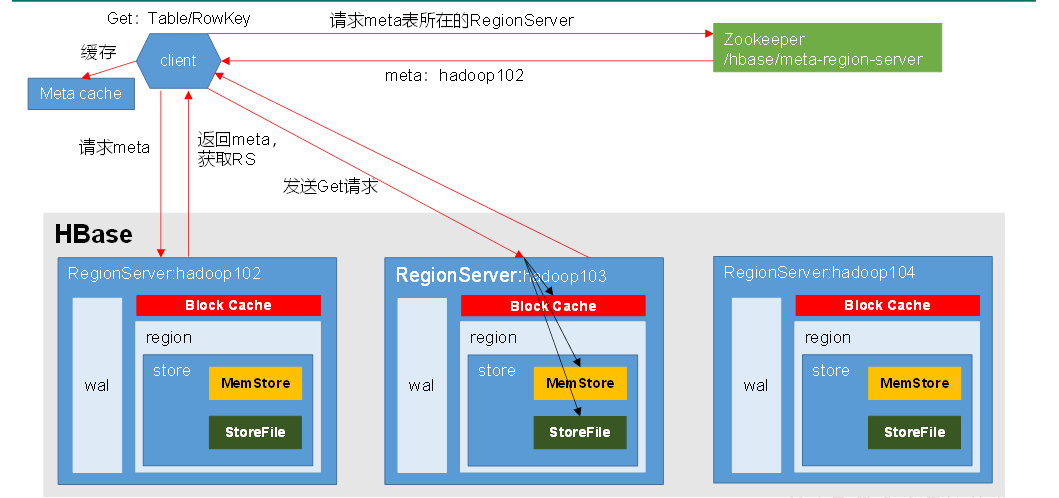 Get：Table/RowKey
请求meta表所在的RegionServer
Zookeeper
/hbase/meta-region-server
缓存
client
meta：hadoop102
Meta cache
请求meta
返回meta，
获取RS
发送Get请求
HBase
RegionServer:hadoop102
Block Cache
region
store
wal
MemStore
StoreFile
RegionServer:hadoop103
Block Cache
region
store
wal
MemStore
StoreFile
RegionServer:hadoop104
Block Cache
region
store
wal
MemStore
StoreFile